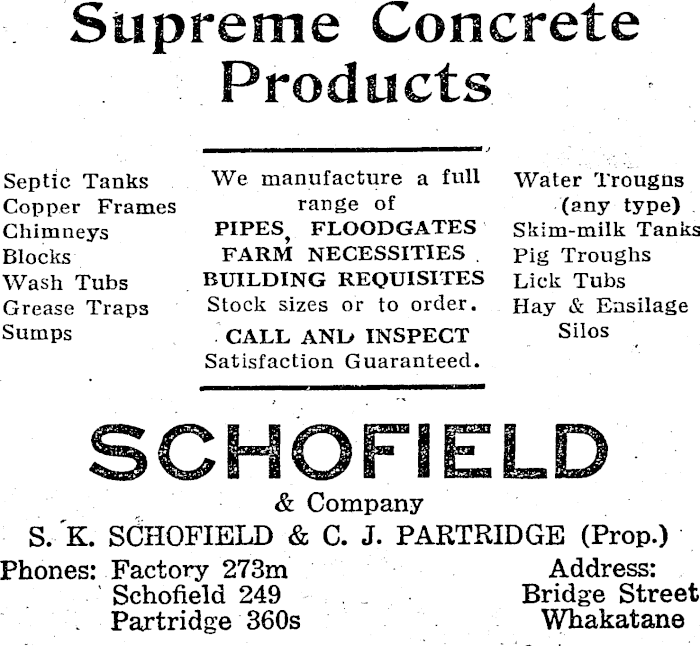 Supreme Concrete
Products
Septic Tanks
Copper Frames
Chimneys
Blocks
Wash Tubs
Grease Traps
Sumps
We manufacture a full
range of
PIPES, FLOODGATES
FARM NECESSITIES
BUILDING REQUISITES
Stock sizes or to order.
CALL AND INSPECT
Satisfaction Guaranteed.
Water Troughs
(any type)
Skim-milk Tanks
Pig Troughs
Lick Tubs
Hay & Ensilage
Silos
SCHOFIELD
& Company
S. K. SCHOFIELD & C. J. PARTRIDGE (Prop.)
Phones: Factory 273m
Schofield 249
Partridge 360s
Address:
Bridge Street
Whakatane